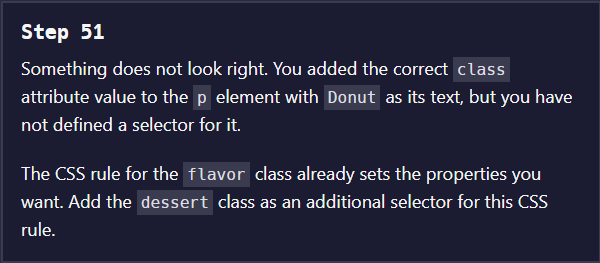 Step 51
Something does not look right. You added the correct class
attribute value to the p element with Donut as its text, but you have
not defined a selector for it.
The CSS rule for the flavor class already sets the properties you
want. Add the dessert class as an additional selector for this CSS
rule.